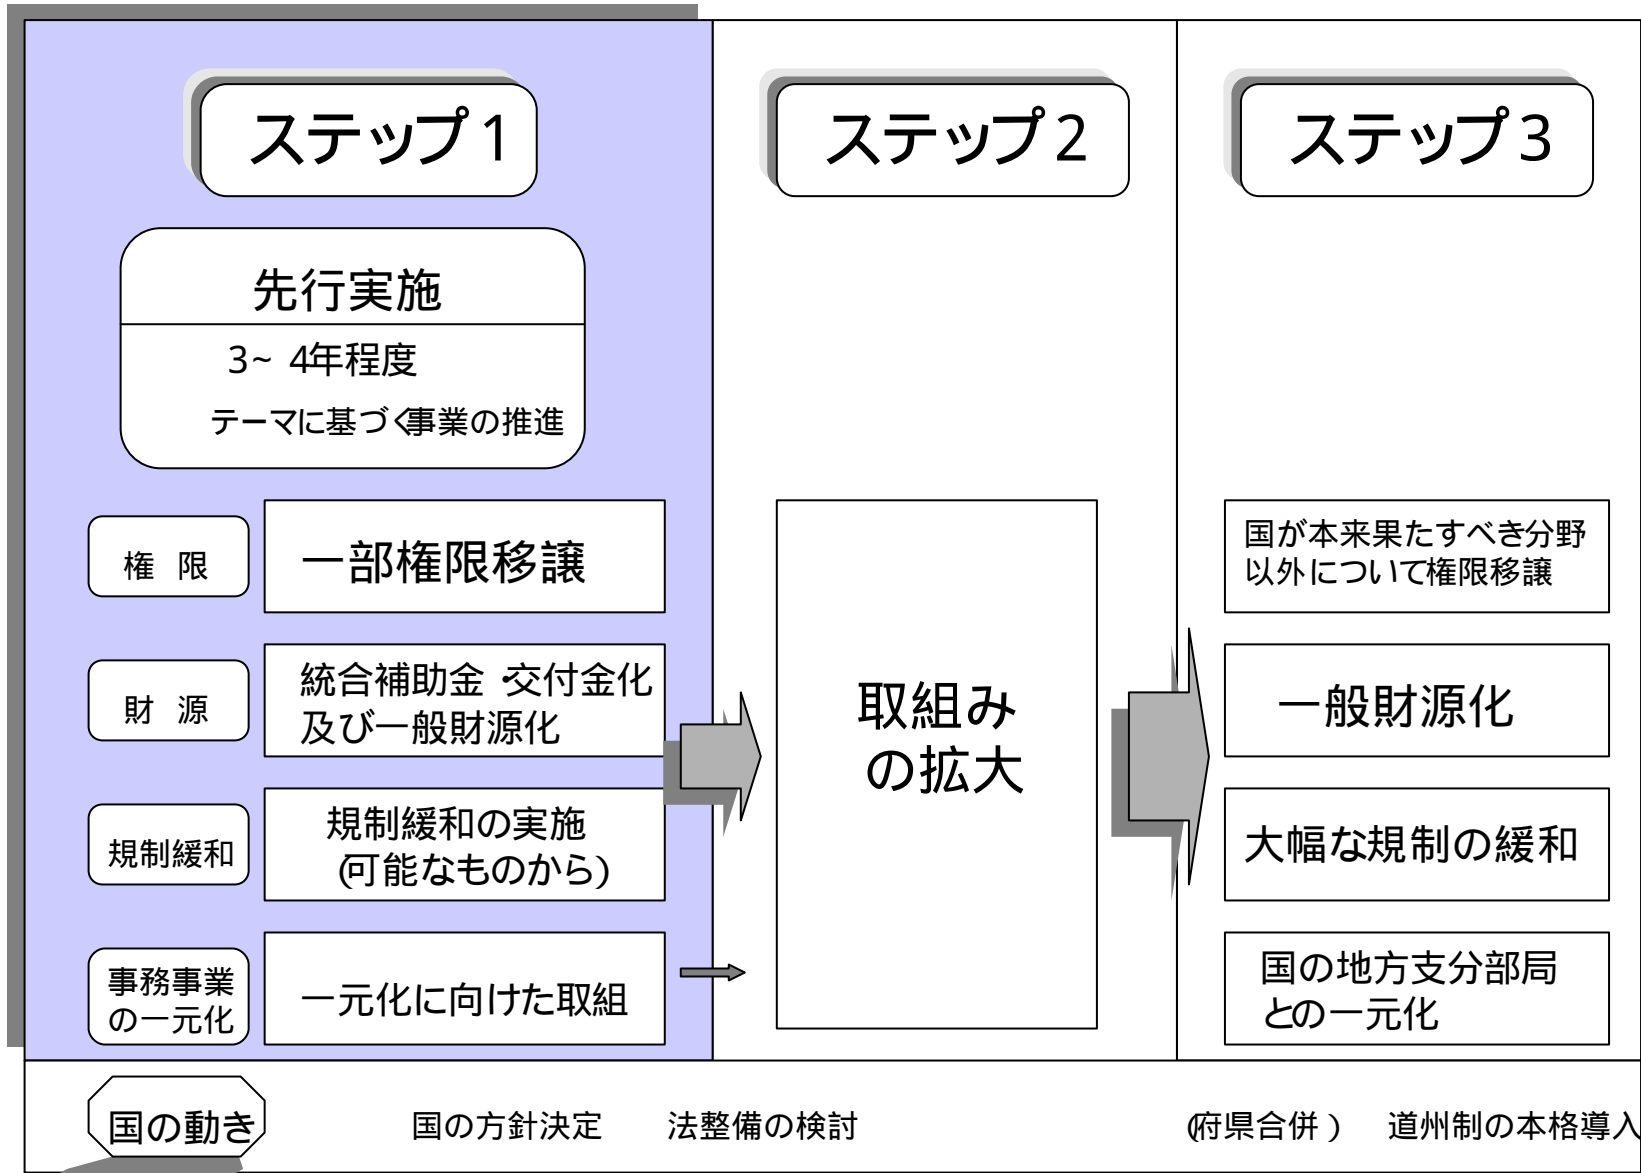 ステップ1
ステップ2
ステップ3
先行実施
3~ 4年程度
テーマに基づく事業の推進
権 限
一部権限移譲
財 源
統合補助金・交付金化
及び一般財源化
規制緩和
規制緩和の実施
(可能なものから)
事務事業
の一元化
一元化に向けた取組
取組み
の拡大
国が本来果たすべき分野
以外について権限移譲
一般財源化
大幅な規制の緩和
国の地方支分部局
との一元化
国の動き
国の方針決定 法整備の検討 (府県合併) 道州制の本格導入